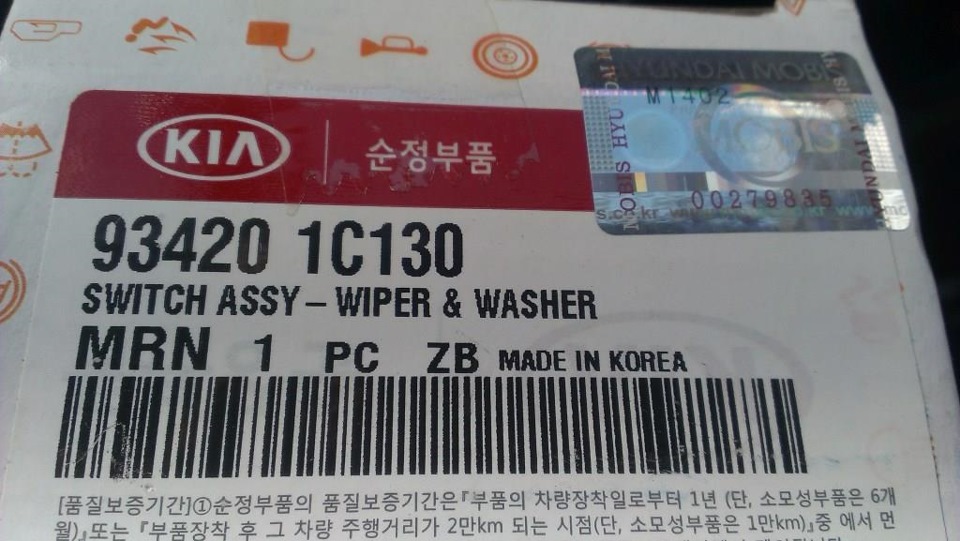 HYUNDAI MOBIS
M1402
MOBIS
MOBIS HYUNDAI M
00279835
KIA 순정부품
93420 1C130
SWITCH ASSY – WIPER & WASHER
MRN 1 PC ZB MADE IN KOREA
[품질보증기간]①순정부품의 품질보증기간은『부품의 차량장착일로부터 1년 (단, 소모성부품은 6개
월)』또는 『부품장착 후 그 차량 주행거리가 2만km 되는 시점(단, 소모성부품은 1만km)』중 에서 먼